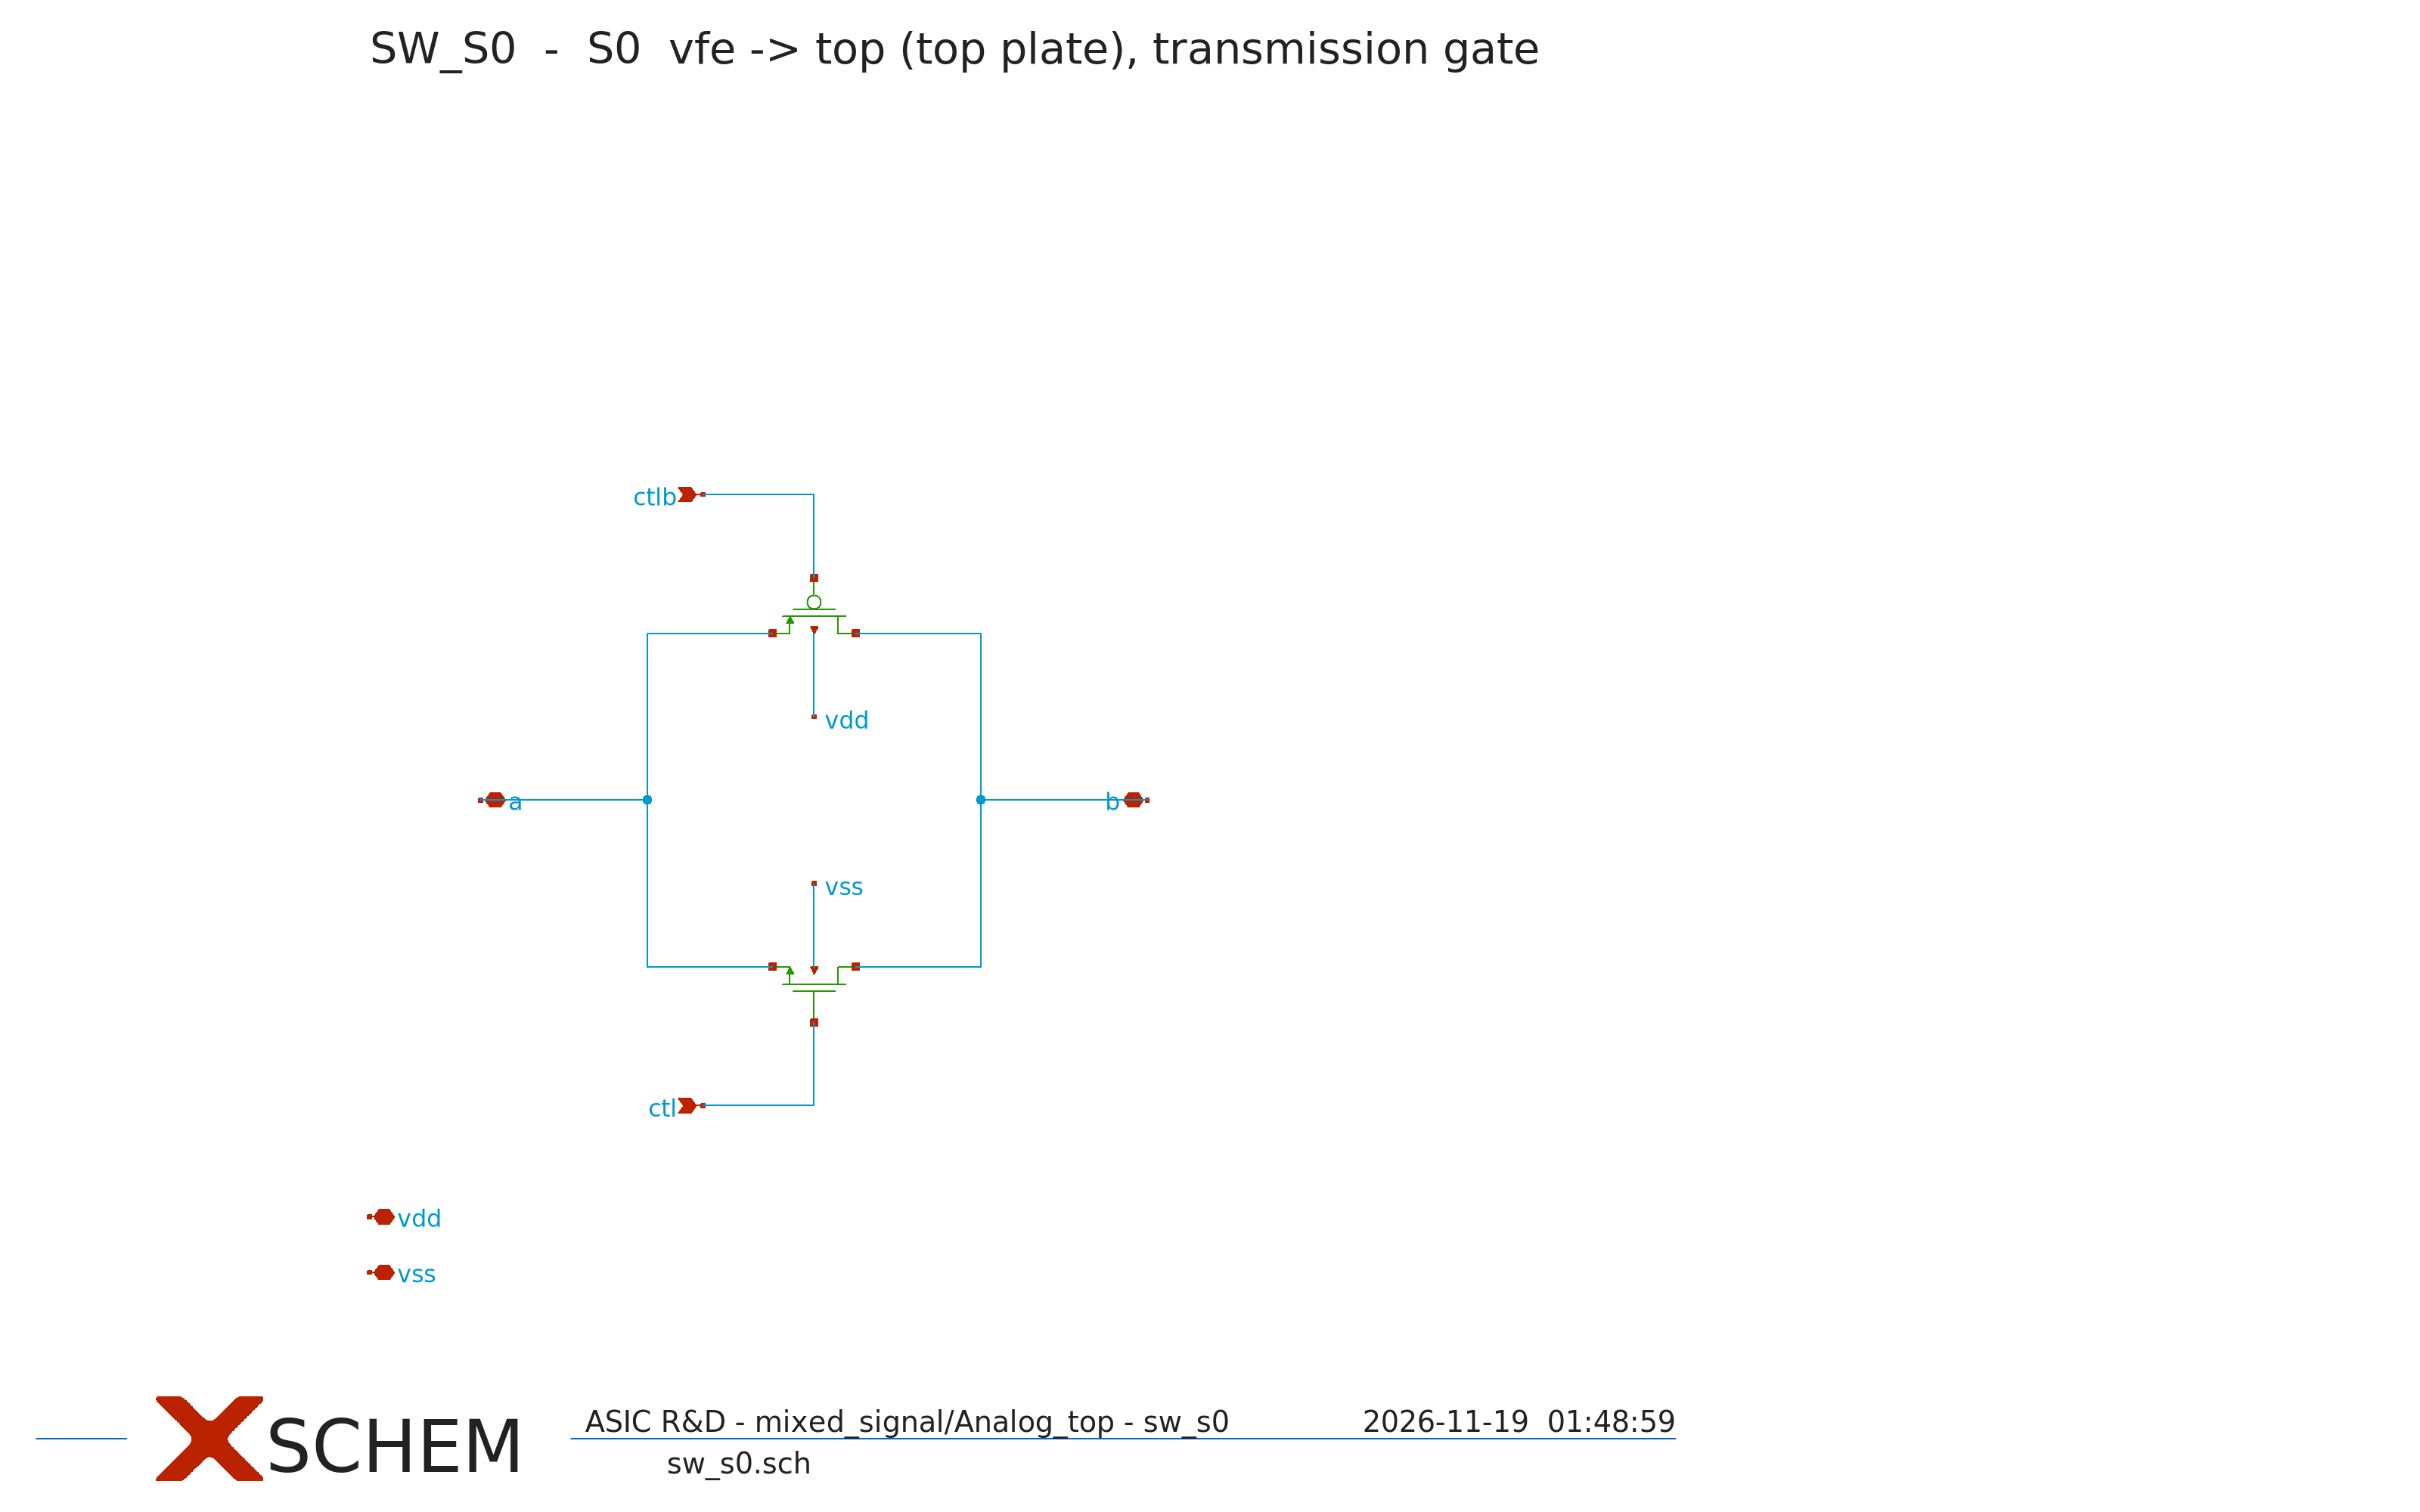 SW_S0 - S0 vfe -> top (top plate), transmission gate
ctlb
vdd
a
b
vss
ctl
vdd
vss
XSCHEM
ASIC R&D - mixed_signal/Analog_top - sw_s0 2026-11-19 01:48:59
sw_s0.sch